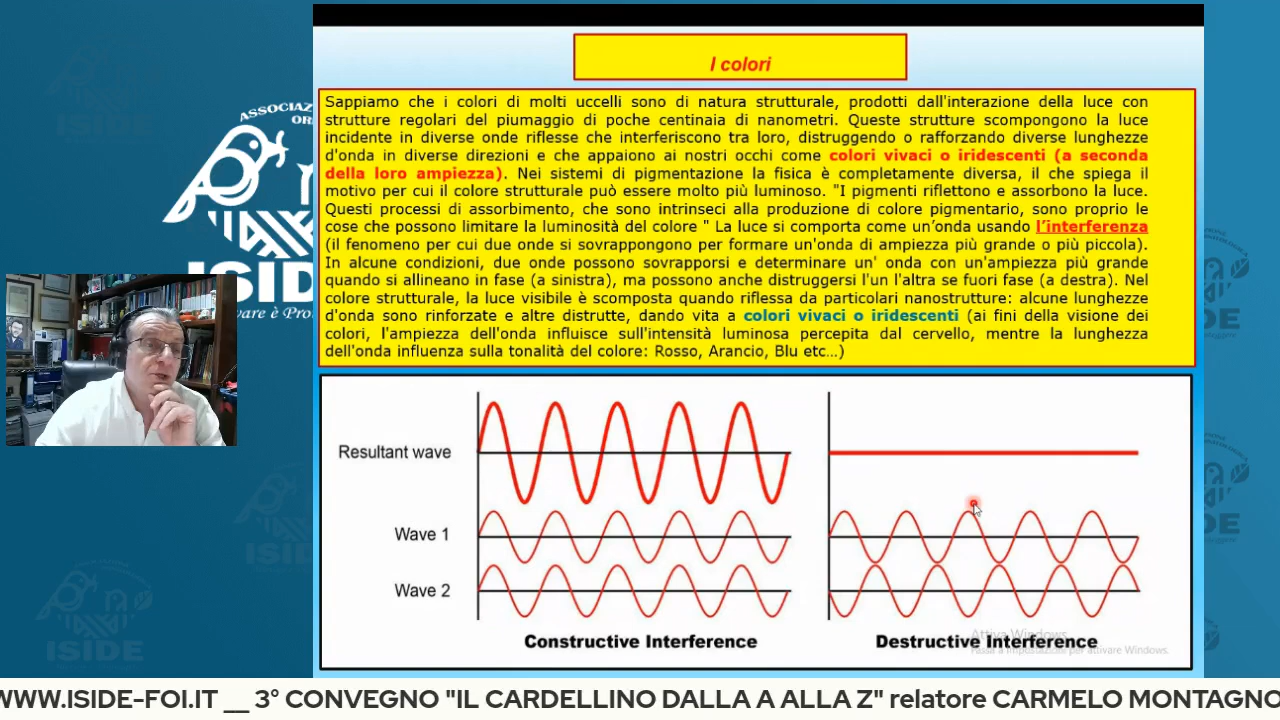 I colori
Sappiamo che i colori di molti uccelli sono di natura strutturale, prodotti dall'interazione della luce con
strutture regolari del piumaggio di poche centinaia di nanometri. Queste strutture scompongono la luce
incidente in diverse onde riflesse che interferiscono tra loro, distruggendo o rafforzando diverse lunghezze
d'onda in diverse direzioni e che appaiono ai nostri occhi come colori vivaci o iridescenti (a seconda
della loro ampiezza). Nei sistemi di pigmentazione la fisica è completamente diversa, il che spiega il
motivo per cui il colore strutturale può essere molto più luminoso. "I pigmenti riflettono e assorbono la luce.
Questi processi di assorbimento, che sono intrinseci alla produzione di colore pigmentario, sono proprio le
cose che possono limitare la luminosità del colore " La luce si comporta come un'onda usando l'interferenza
(il fenomeno per cui due onde si sovrappongono per formare un'onda di ampiezza più grande o più piccola).
In alcune condizioni, due onde possono sovrapporsi e determinare un' onda con un'ampiezza più grande
quando si allineano in fase (a sinistra), ma possono anche distruggersi l'un l'altra se fuori fase (a destra). Nel
colore strutturale, la luce visibile è scomposta quando riflessa da particolari nanostrutture: alcune lunghezze
d'onda sono rinforzate e altre distrutte, dando vita a colori vivaci o iridescenti (ai fini della visione dei
colori, l'ampiezza dell'onda influisce sull'intensità luminosa percepita dal cervello, mentre la lunghezza
dell'onda influenza sulla tonalità del colore: Rosso, Arancio, Blu etc…)
Resultant wave
Wave 1
Wave 2
Constructive Interference
Destructive Interference
Attiva Windows
Passa a Impostazioni per attivare Windows.
ASSOCIAZ
OR
ISIDE
WWW.ISIDE-FOI.IT __ 3° CONVEGNO "IL CARDELLINO DALLA A ALLA Z" relatore CARMELO MONTAGNO